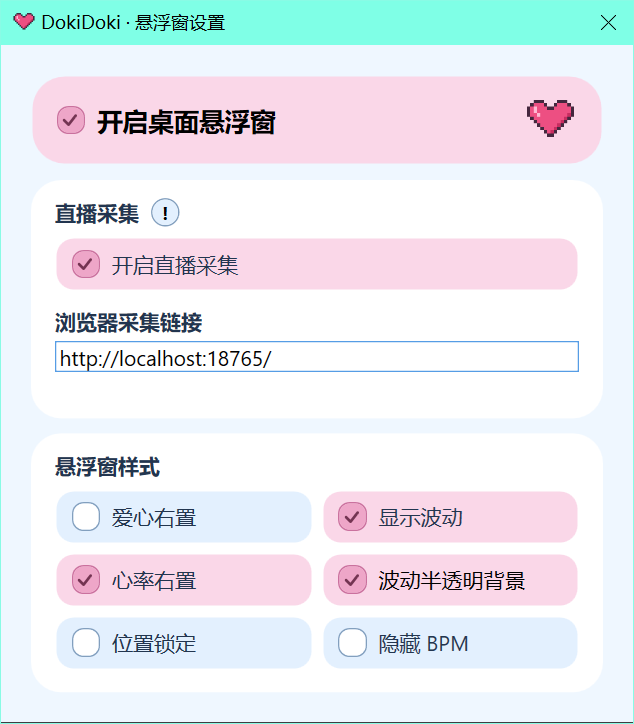 DokiDoki · 悬浮窗设置
开启桌面悬浮窗
直播采集 !
开启直播采集
浏览器采集链接
http://localhost:18765/
悬浮窗样式
爱心右置 显示波动
心率右置 波动半透明背景
位置锁定 隐藏 BPM